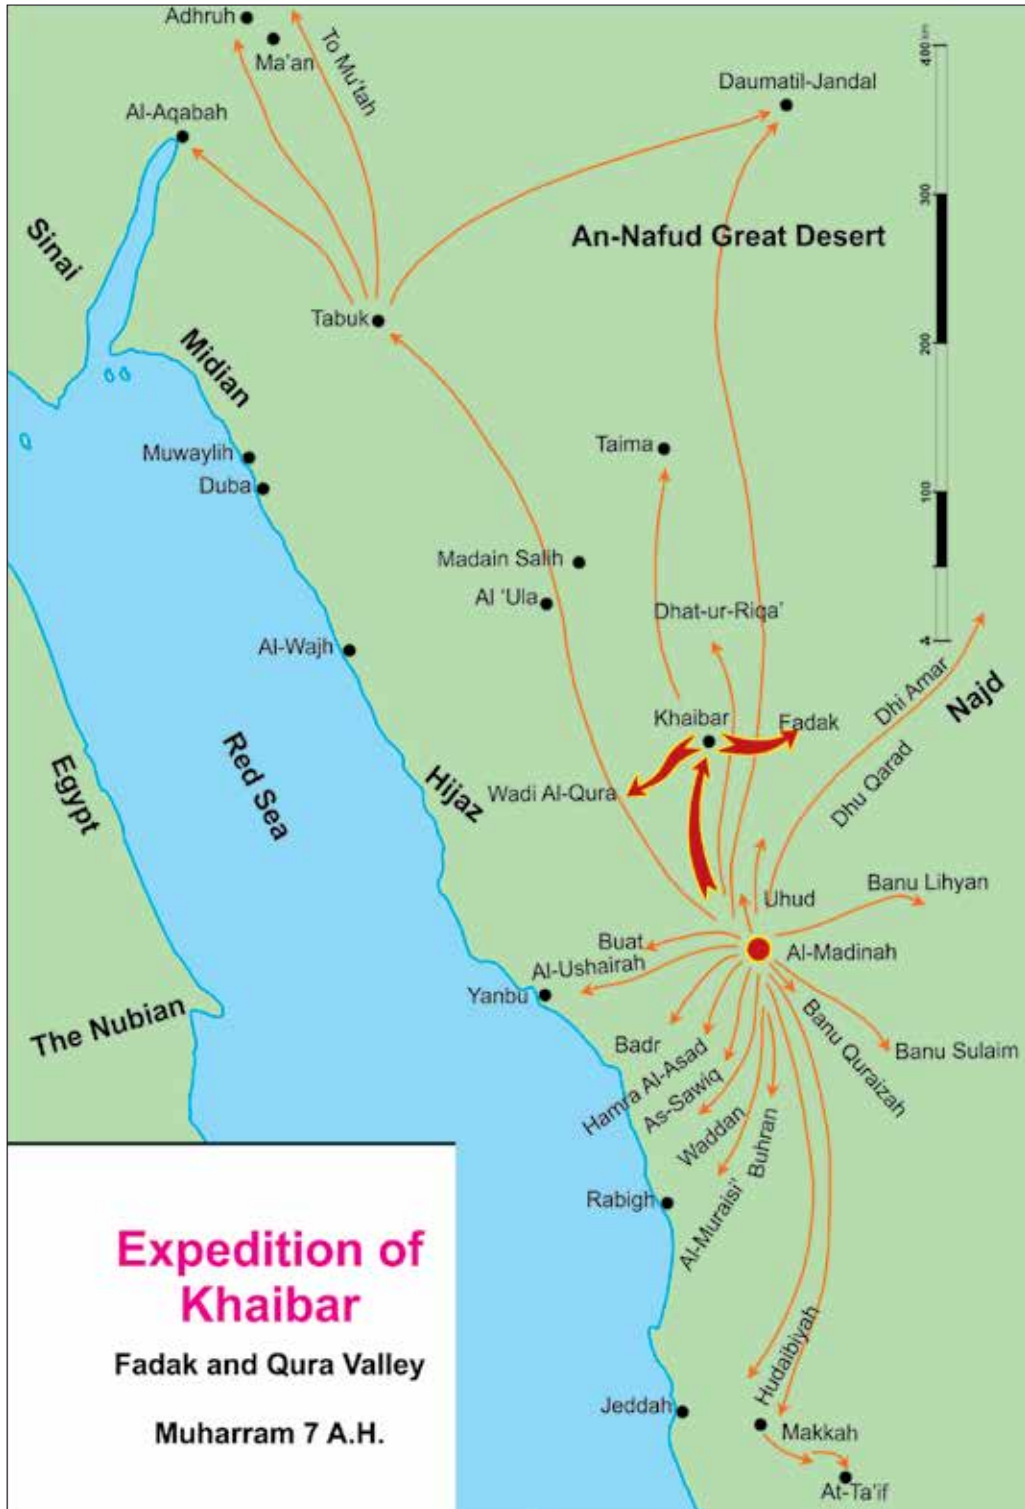 Adhruh
Ma'an
To Mu'tah
Al-Aqabah
Daumatil-Jandal
400 km
300
200
100
Sinai
An-Nafud Great Desert
Tabuk
Midian
Muwaylih
Duba
Taima
Madain Salih
Al 'Ula
Dhat-ur-Riqa'
Al-Wajh
Khaibar
Fadak
Dhi Amar
Najd
Wadi Al-Qura
Dhu Qarad
Egypt
Red Sea
Hijaz
Uhud
Banu Lihyan
Buat
Al-Madinah
Al-Ushairah
Yanbu
The Nubian
Badr
Hamra Al-Asad
As-Sawiq
Waddan
Buhran
Banu Quraizah
Banu Sulaim
Al-Muraisi"
Rabigh
Hudaibiyah
Jeddah
Makkah
At-Ta'if
Expedition of
Khaibar
Fadak and Qura Valley
Muharram 7 A.H.